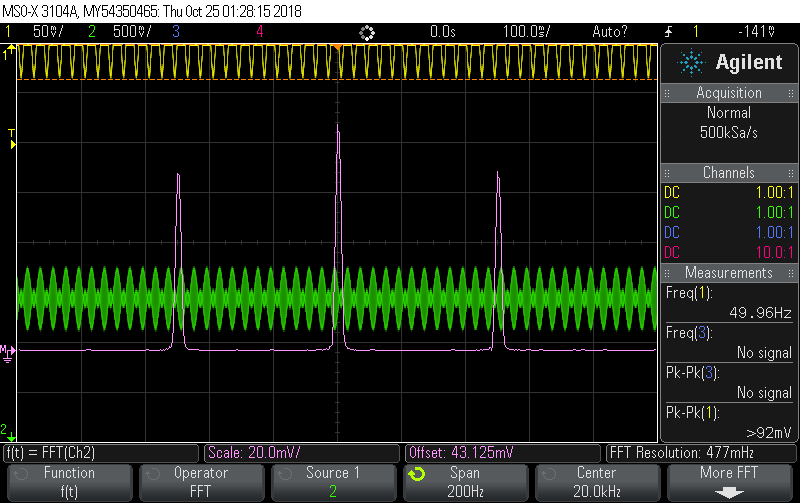 MSO-X 3104A, MY54350465: Thu Oct 25 01:28:15 2018
1 50mV/ 2 500mV/ 3 4 0.0s 100.0ms/ Auto? 1 -141mV
Agilent
Acquisition
Normal
500kSa/s
Channels
DC 1.00:1
DC 1.00:1
DC 1.00:1
DC 10.0:1
Measurements
Freq(1):
49.96Hz
Freq(3):
No signal
Pk-Pk(3):
No signal
Pk-Pk(1):
>92mV
1
T
M
2
f(t) = FFT(Ch2) Scale: 20.0mV/ Offset: 43.125mV FFT Resolution: 477mHz
Function Operator Source 1 Span Center More FFT
f(t) FFT 2 200Hz 20.0kHz